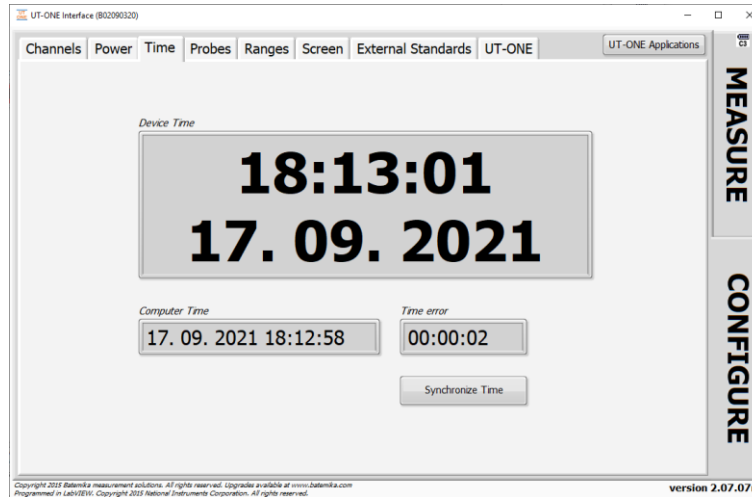 UT-ONE Interface (B02090320)
Channels Power Time Probes Ranges Screen External Standards UT-ONE
UT-ONE Applications
C3
MEASURE
CONFIGURE
Device Time
18:13:01
17. 09. 2021
Computer Time
17. 09. 2021 18:12:58
Time error
00:00:02
Synchronize Time
Copyright 2015 Batemika measurement solutions. All rights reserved. Upgrades available at www.batemika.com
Programmed in LabVIEW. Copyright 2015 National Instruments Corporation. All rights reserved.
version 2.07.07